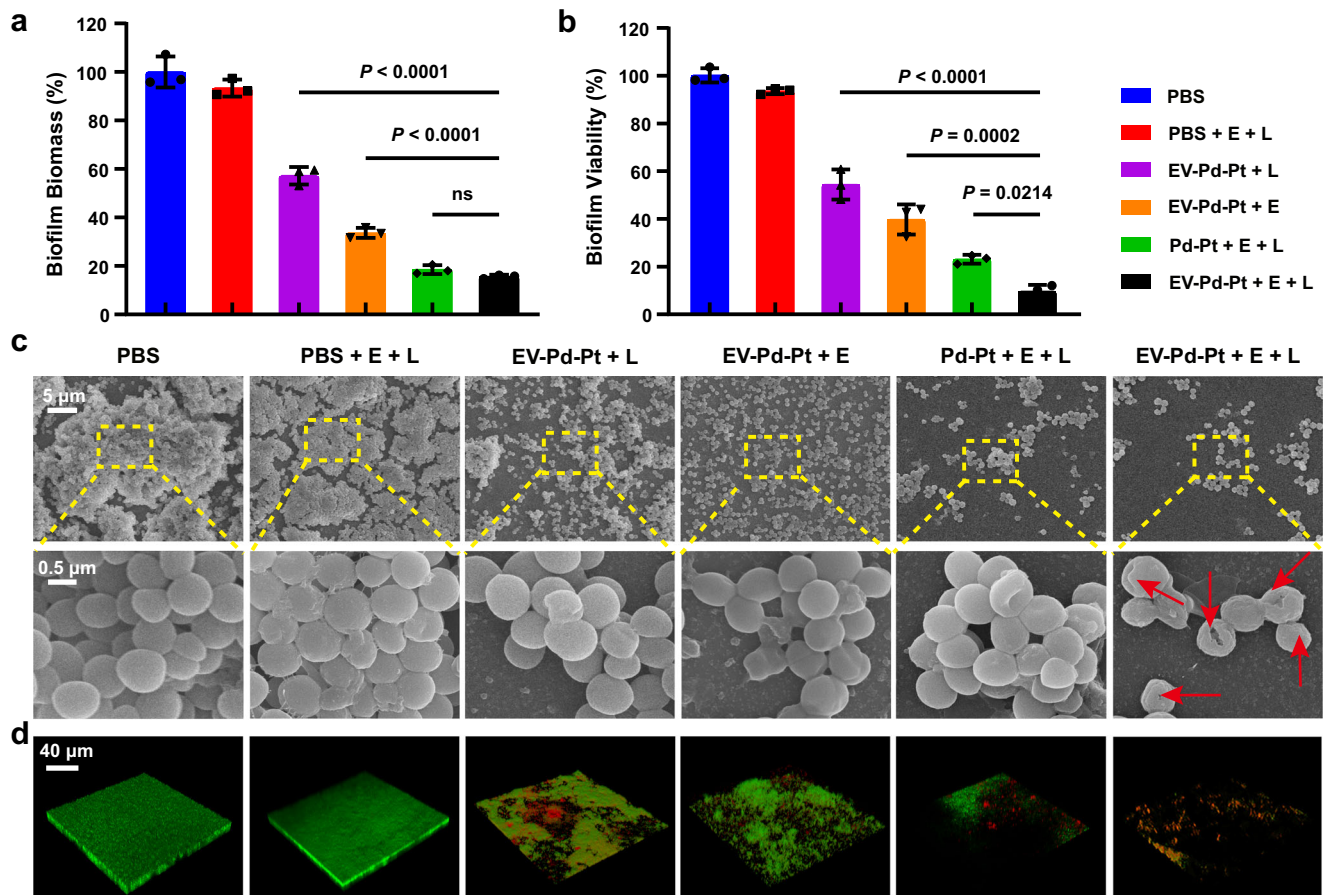 a
Biofilm Biomass (%)
120
100
80
60
40
20
0
P < 0.0001
P < 0.0001
ns
b
Biofilm Viability (%)
120
100
80
60
40
20
0
P < 0.0001
P = 0.0002
P = 0.0214
PBS
PBS + E + L
EV-Pd-Pt + L
EV-Pd-Pt + E
Pd-Pt + E + L
EV-Pd-Pt + E + L
c
PBS
PBS + E + L
EV-Pd-Pt + L
EV-Pd-Pt + E
Pd-Pt + E + L
EV-Pd-Pt + E + L
5 µm
0.5 µm
d
40 µm